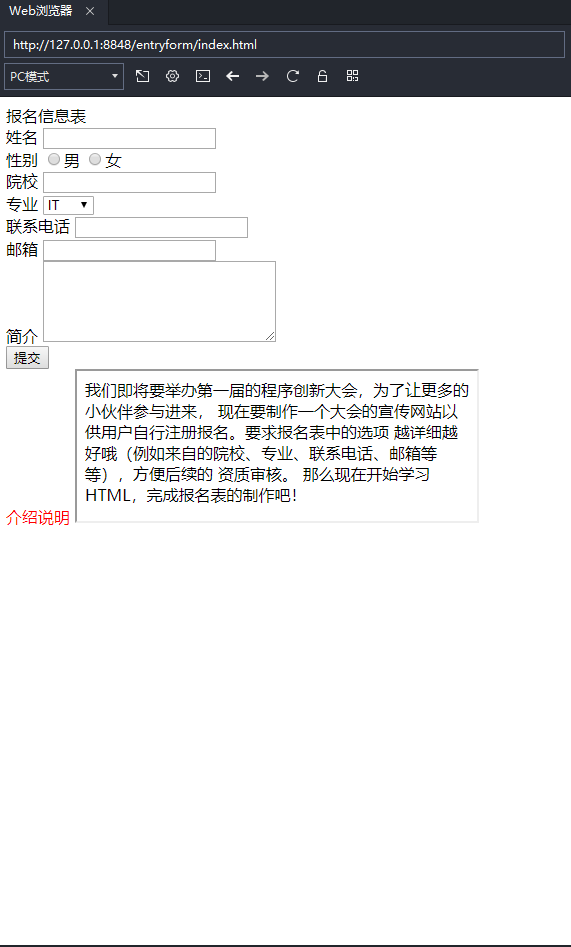 Web浏览器
http://127.0.0.1:8848/entryform/index.html
PC模式
报名信息表
姓名
性别 男 女
院校
专业 IT
联系电话
邮箱
简介
提交
我们即将要举办第一届的程序创新大会，为了让更多的
小伙伴参与进来， 现在要制作一个大会的宣传网站以
供用户自行注册报名。要求报名表中的选项 越详细越
好哦（例如来自的院校、专业、联系电话、邮箱等
等），方便后续的 资质审核。 那么现在开始学习
HTML，完成报名表的制作吧！
介绍说明